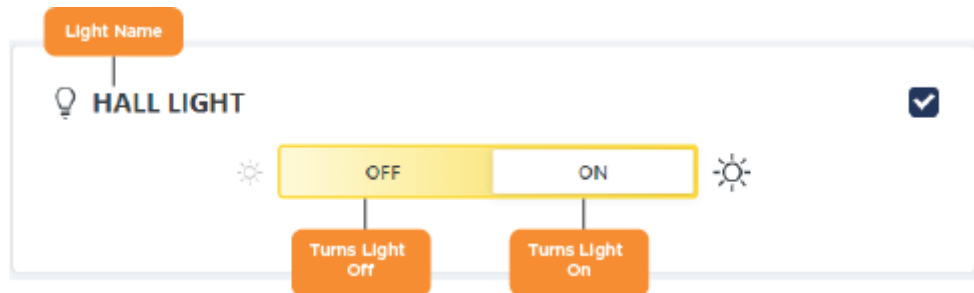 Light Name
HALL LIGHT
OFF ON
Turns Light
Off
Turns Light
On